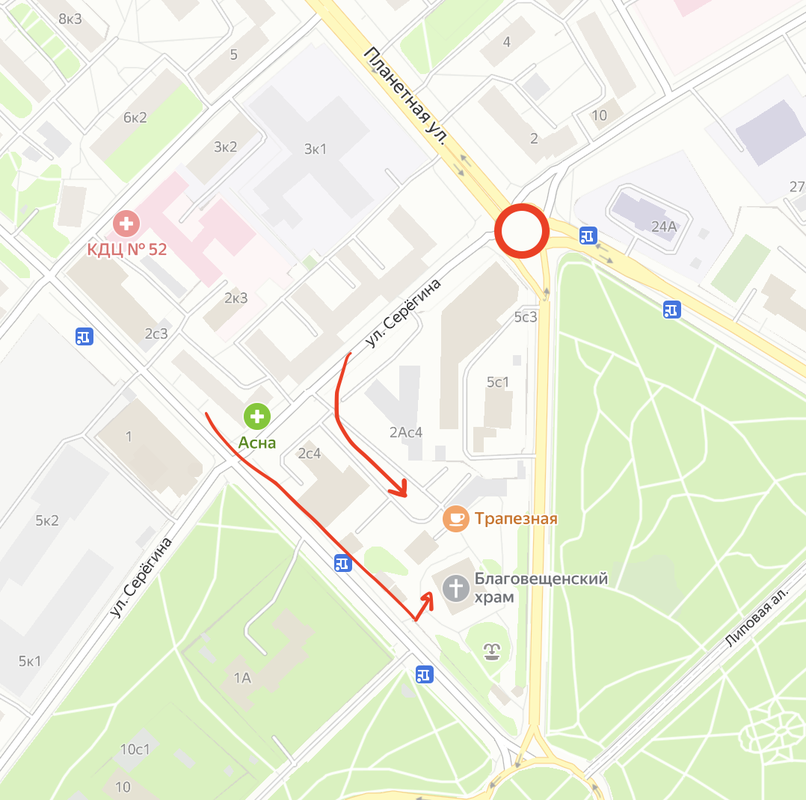 8к3
5
4
Планетная ул.
6к2
10
2
3к2
3к1
27
КДЦ № 52
24А
2к3
ул. Серёгина
5с3
2с3
5с1
Асна
1
2Ас4
2с4
5к2
Трапезная
Благовещенский
храм
ул. Серёгина
Липовая ал.
5к1
1А
10с1
10